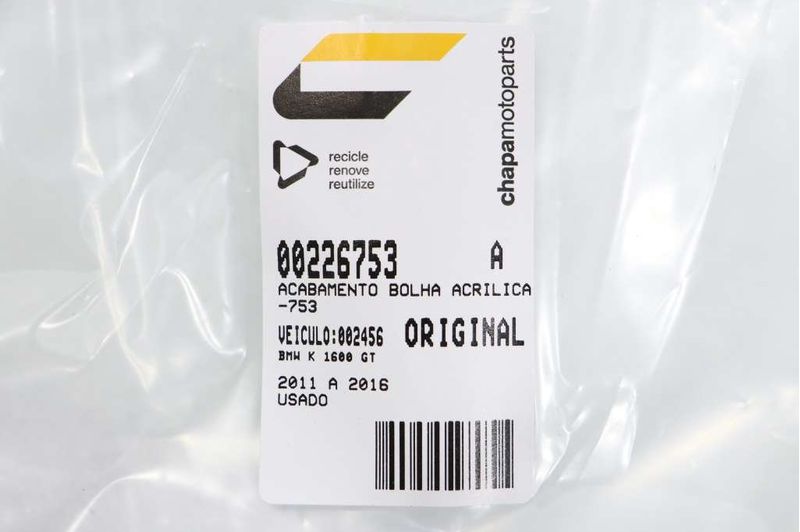 chapamotoparts
recicle
renove
reutilize
00226753 A
ACABAMENTO BOLHA ACRILICA
-753
VEICULO:002456 ORIGINAL
BMW K 1600 GT
2011 A 2016
USADO